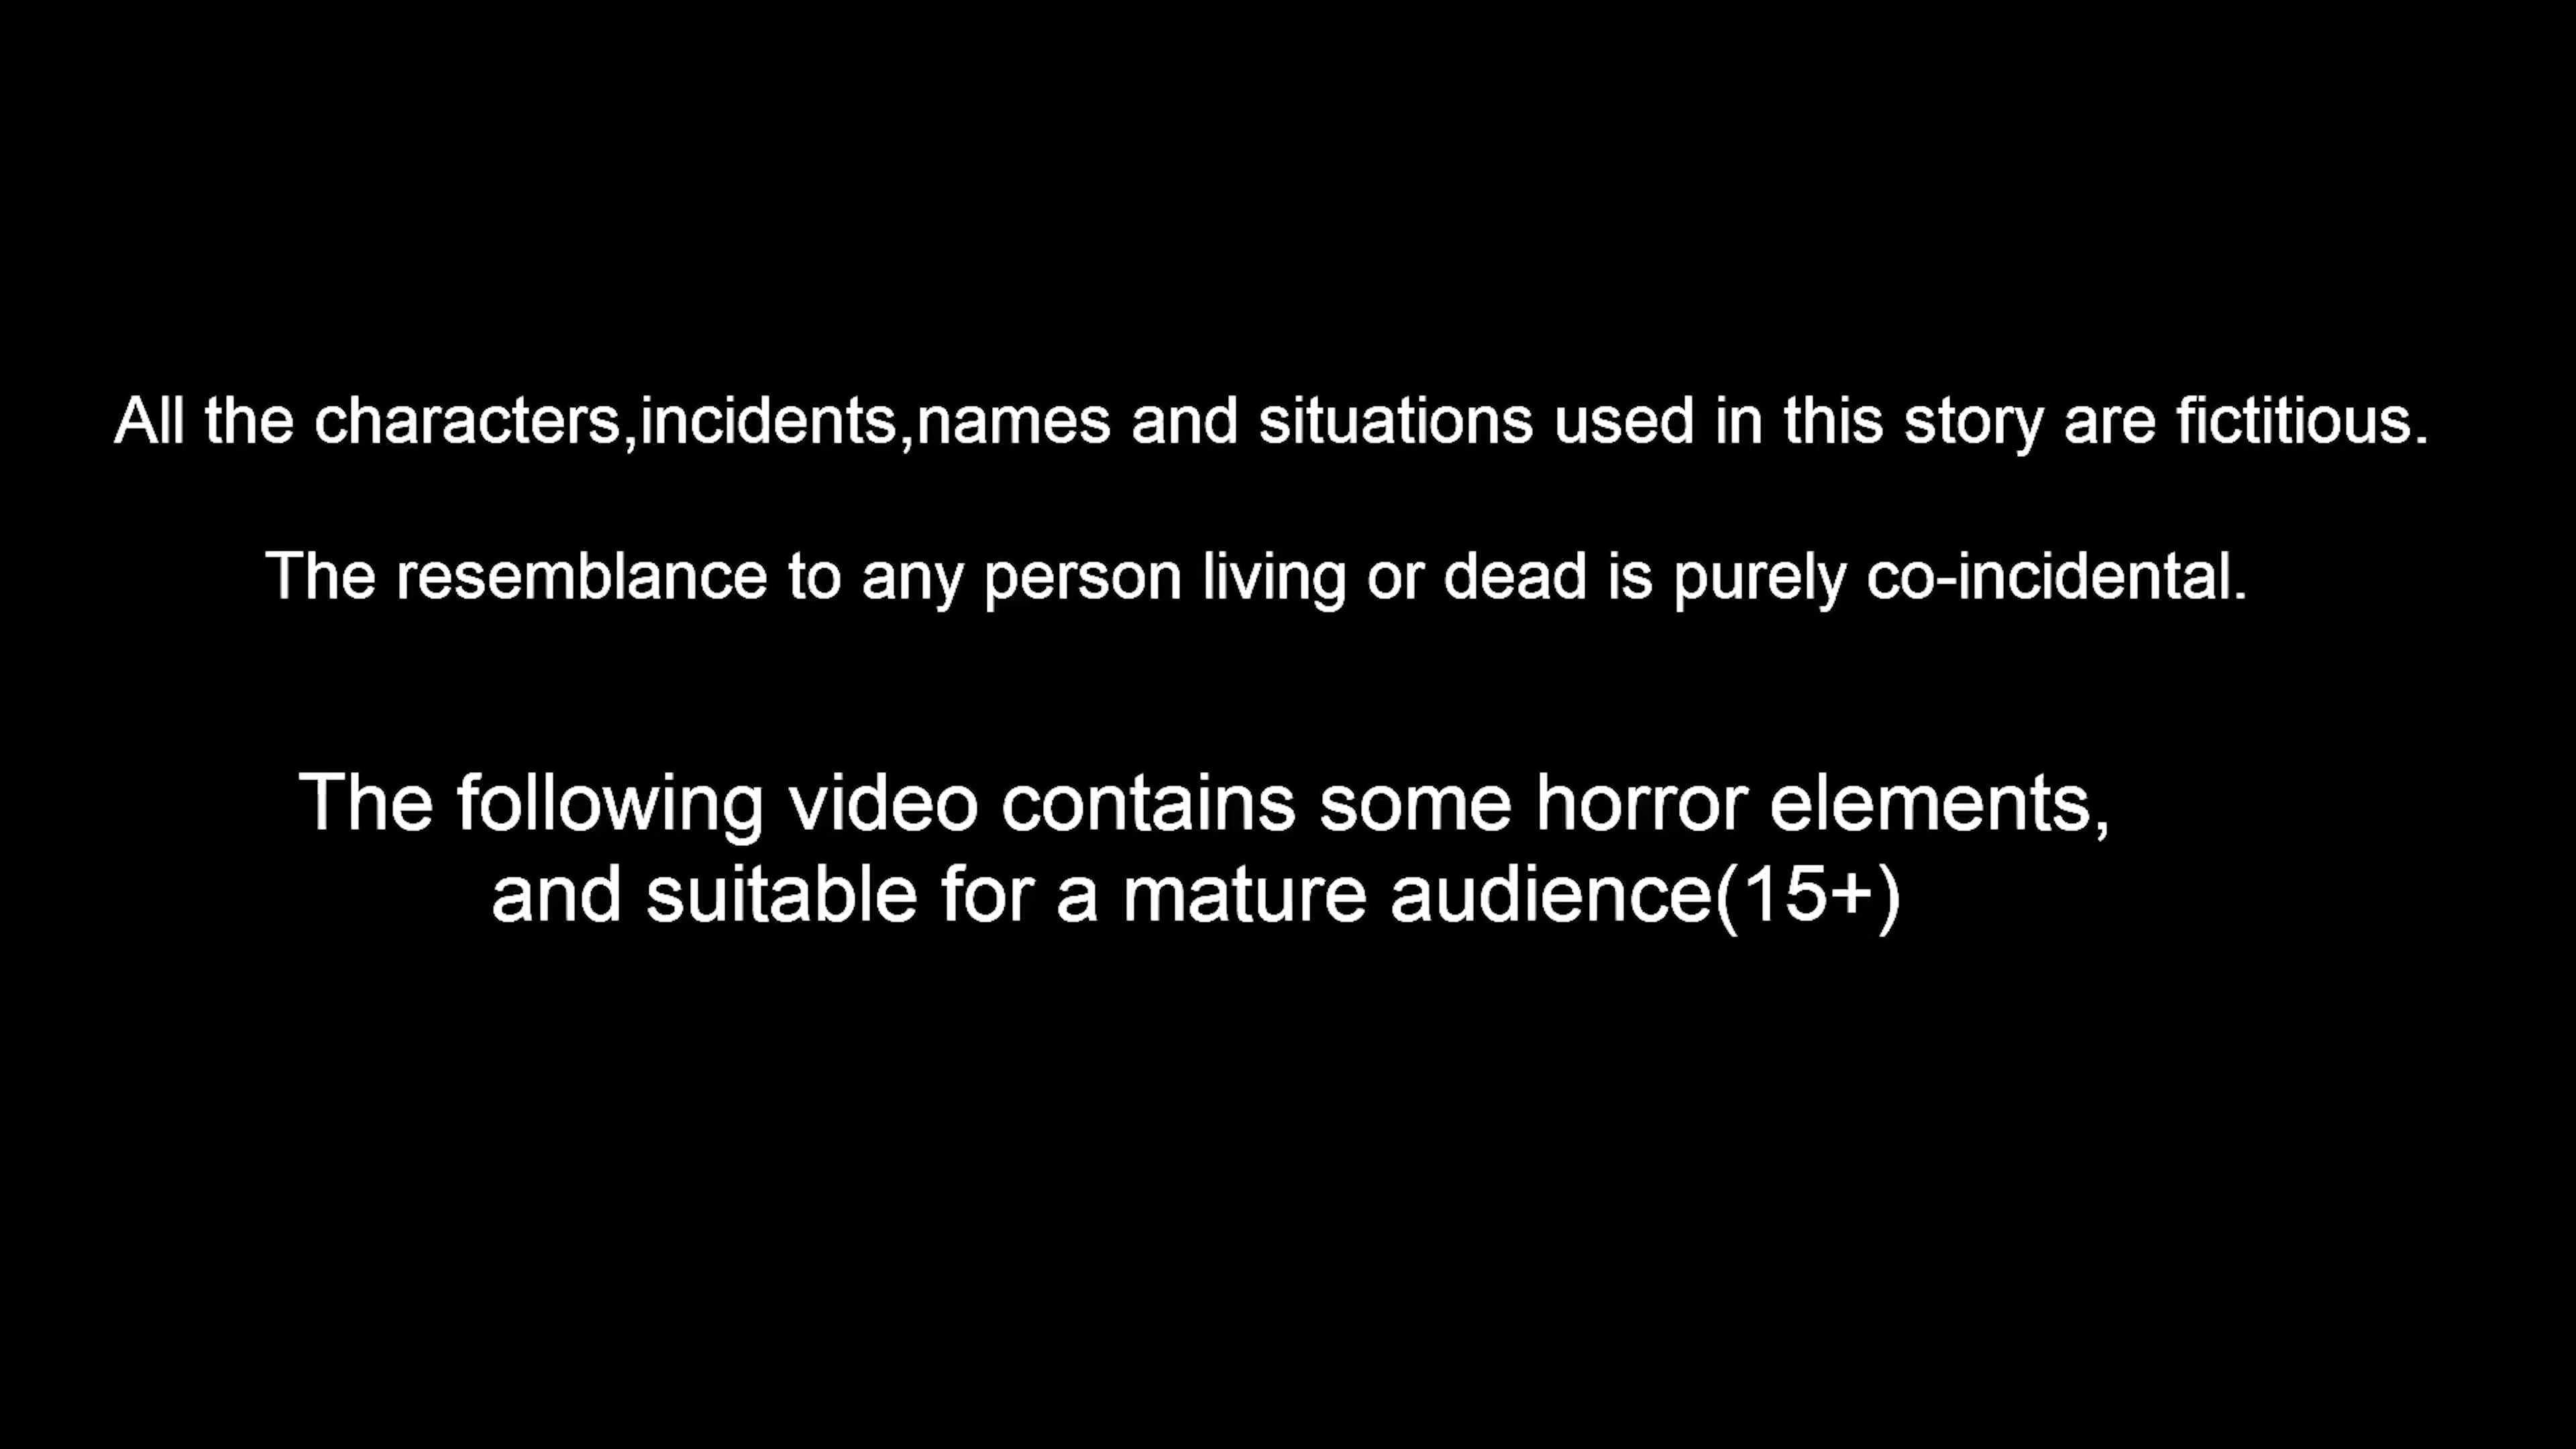 All the characters,incidents,names and situations used in this story are fictitious.
The resemblance to any person living or dead is purely co-incidental.
The following video contains some horror elements,
and suitable for a mature audience(15+)